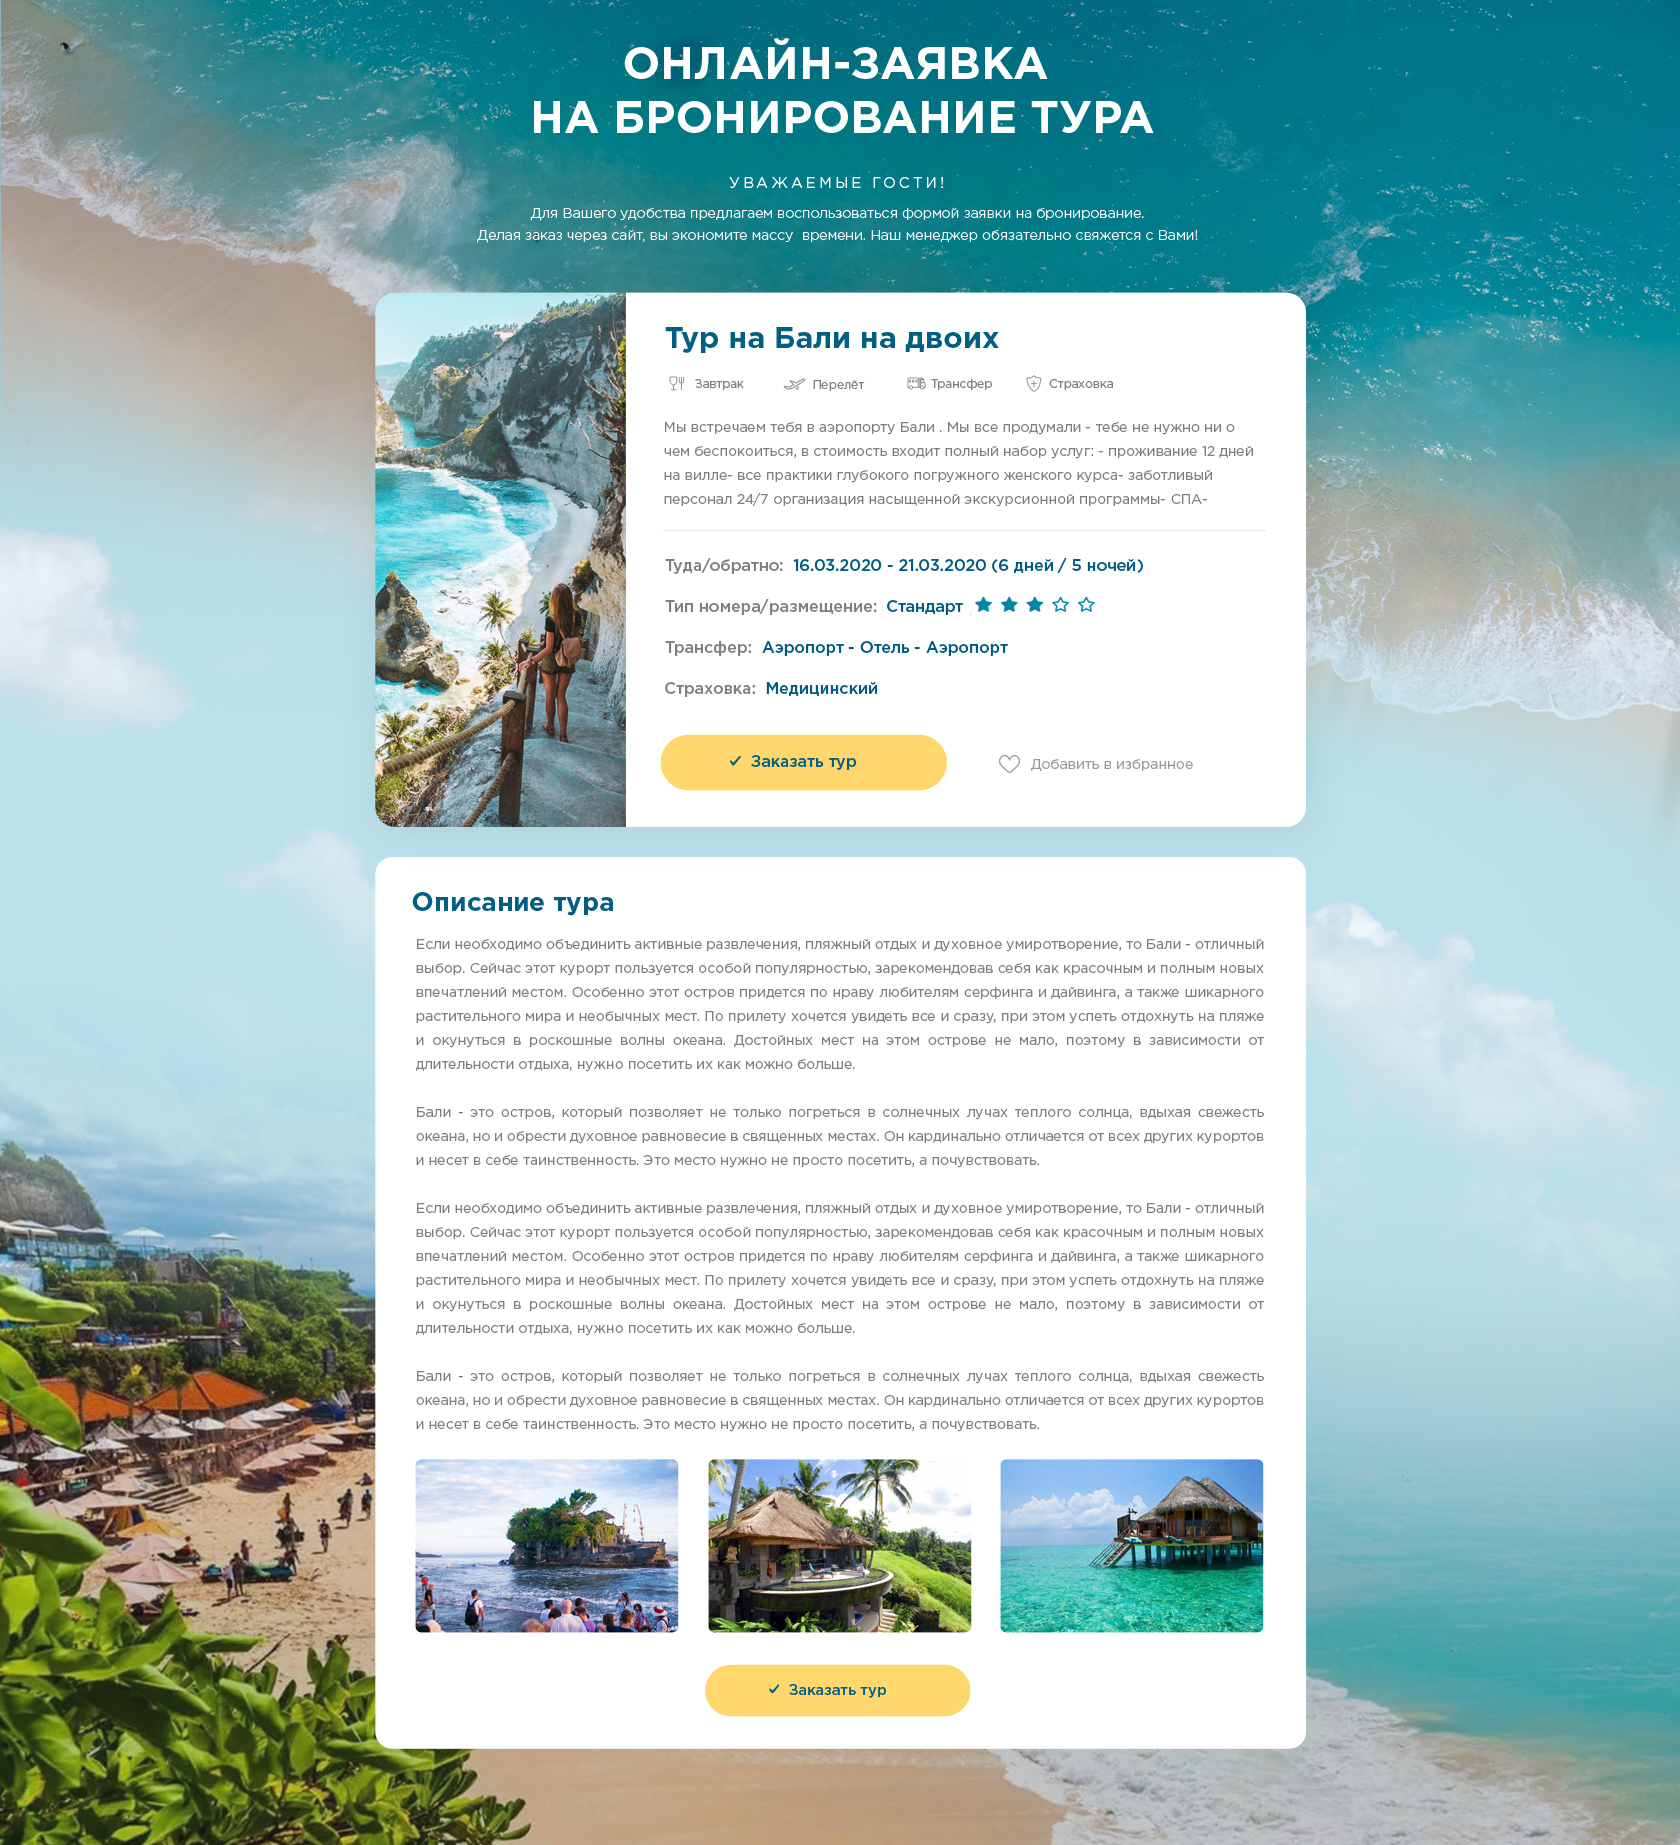 ОНЛАЙН-ЗАЯВКА
НА БРОНИРОВАНИЕ ТУРА
УВАЖАЕМЫЕ ГОСТИ!
Для Вашего удобства предлагаем воспользоваться формой заявки на бронирование.
Делая заказ через сайт, вы экономите массу времени. Наш менеджер обязательно свяжется с Вами!
Тур на Бали на двоих
Завтрак Перелёт Трансфер Страховка
Мы встречаем тебя в аэропорту Бали . Мы все продумали - тебе не нужно ни о
чем беспокоиться, в стоимость входит полный набор услуг: - проживание 12 дней
на вилле- все практики глубокого погружного женского курса- заботливый
персонал 24/7 организация насыщенной экскурсионной программы- СПА-
Туда/обратно: 16.03.2020 - 21.03.2020 (6 дней / 5 ночей)
Тип номера/размещение: Стандарт
Трансфер: Аэропорт - Отель - Аэропорт
Страховка: Медицинский
Заказать тур Добавить в избранное
Описание тура
Если необходимо объединить активные развлечения, пляжный отдых и духовное умиротворение, то Бали - отличный
выбор. Сейчас этот курорт пользуется особой популярностью, зарекомендовав себя как красочным и полным новых
впечатлений местом. Особенно этот остров придется по нраву любителям серфинга и дайвинга, а также шикарного
растительного мира и необычных мест. По прилету хочется увидеть все и сразу, при этом успеть отдохнуть на пляже
и окунуться в роскошные волны океана. Достойных мест на этом острове не мало, поэтому в зависимости от
длительности отдыха, нужно посетить их как можно больше.
Бали - это остров, который позволяет не только погреться в солнечных лучах теплого солнца, вдыхая свежесть
океана, но и обрести духовное равновесие в священных местах. Он кардинально отличается от всех других курортов
и несет в себе таинственность. Это место нужно не просто посетить, а почувствовать.
Если необходимо объединить активные развлечения, пляжный отдых и духовное умиротворение, то Бали - отличный
выбор. Сейчас этот курорт пользуется особой популярностью, зарекомендовав себя как красочным и полным новых
впечатлений местом. Особенно этот остров придется по нраву любителям серфинга и дайвинга, а также шикарного
растительного мира и необычных мест. По прилету хочется увидеть все и сразу, при этом успеть отдохнуть на пляже
и окунуться в роскошные волны океана. Достойных мест на этом острове не мало, поэтому в зависимости от
длительности отдыха, нужно посетить их как можно больше.
Бали - это остров, который позволяет не только погреться в солнечных лучах теплого солнца, вдыхая свежесть
океана, но и обрести духовное равновесие в священных местах. Он кардинально отличается от всех других курортов
и несет в себе таинственность. Это место нужно не просто посетить, а почувствовать.
Заказать тур